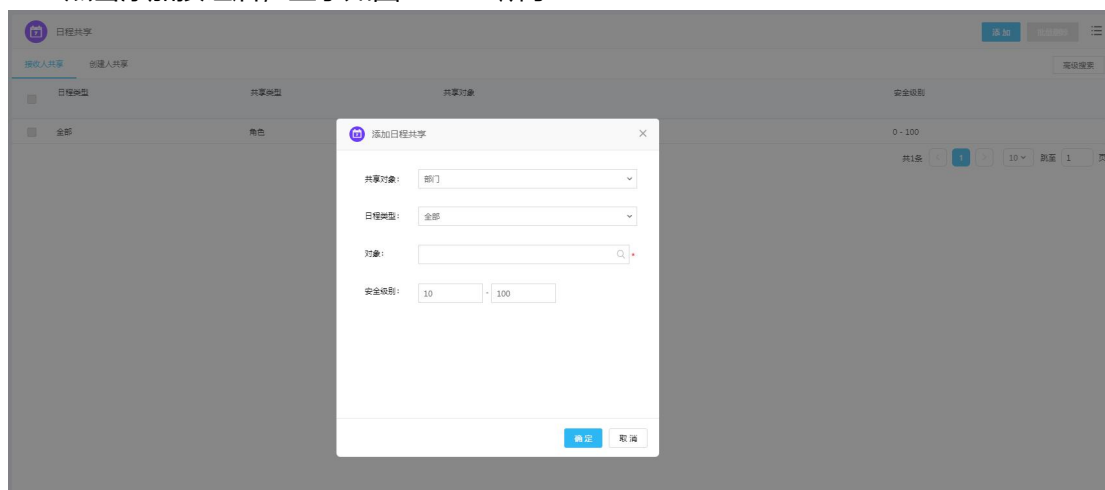 日程共享
添加
接收人共享 创建人共享
高级搜索
日程类型 共享类型 共享对象 安全级别
全部 角色 0 - 100
共1条 1 10 跳至 1 页
添加日程共享
共享对象: 部门
日程类型: 全部
对象: *
安全级别: 10 - 100
确定 取消